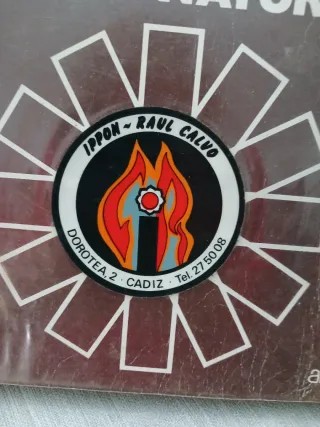 IPPON ~ RAUL CALVO
DOROTEA, 2 · CADIZ · Tel. 27 50 08